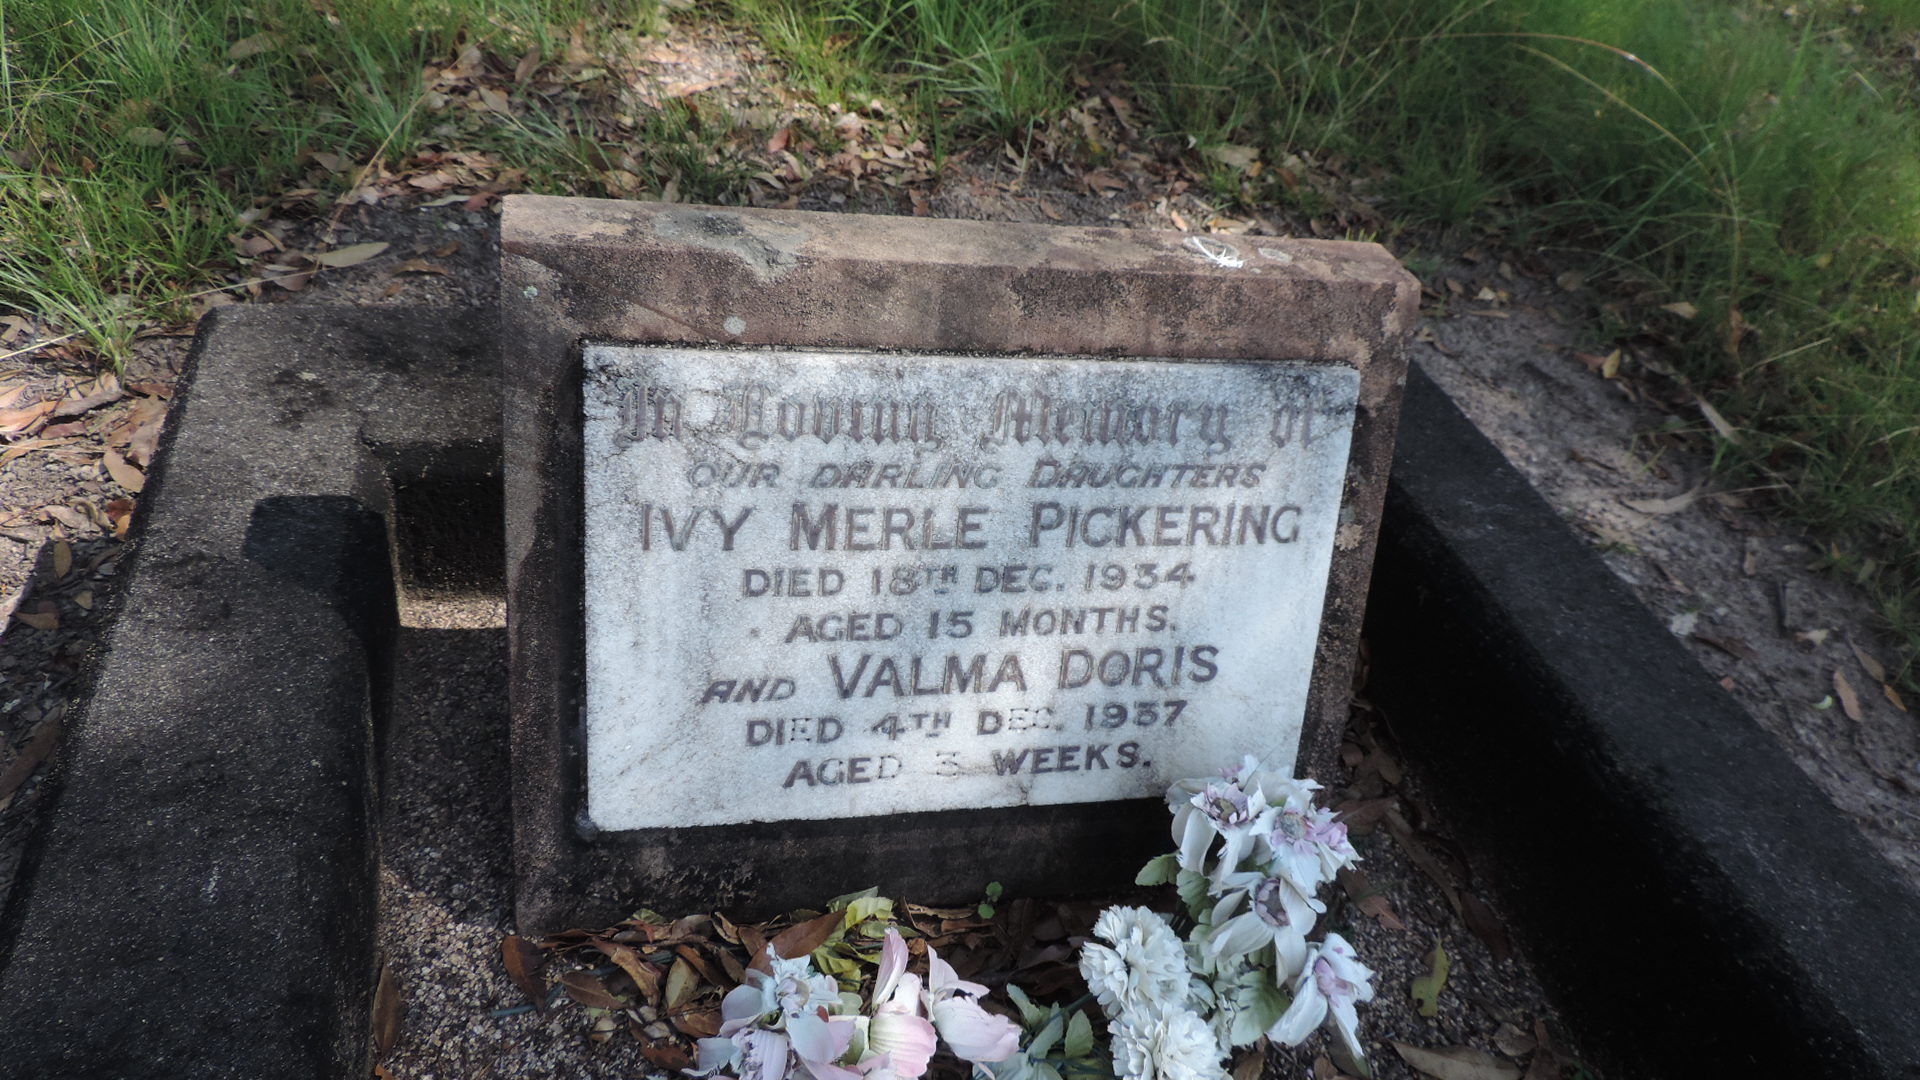 In Loving Memory of
OUR DARLING DAUGHTERS
IVY MERLE PICKERING
DIED 18TH DEC. 1934
AGED 15 MONTHS.
AND VALMA DORIS
DIED 4TH DEC. 1937
AGED 3 WEEKS.